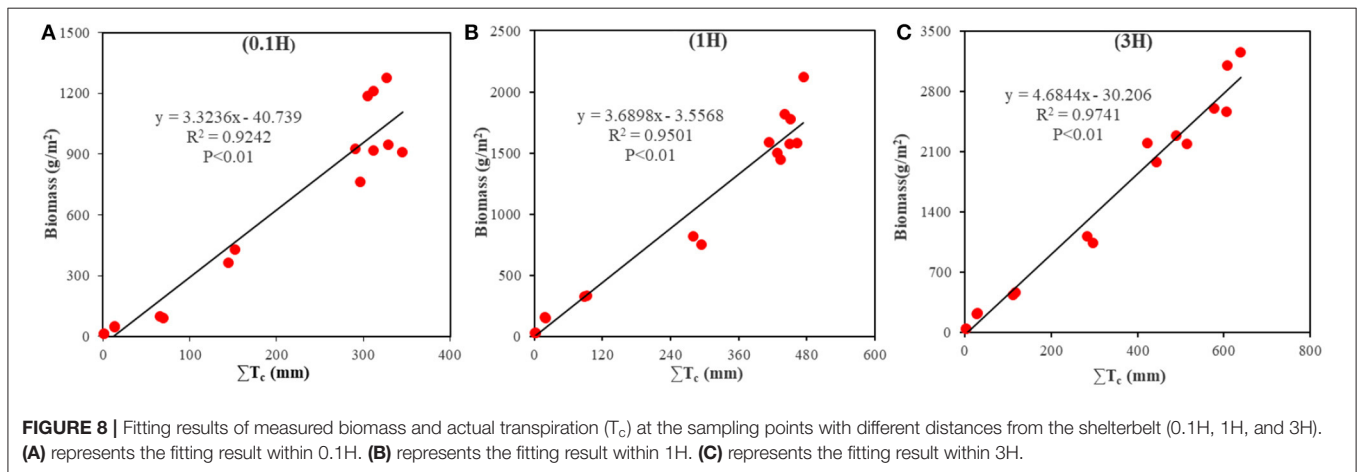 A
(0.1H)
1500
1200
900
600
300
0
Biomass (g/m²)
y = 3.3236x - 40.739
R² = 0.9242
P<0.01
0 100 200 300 400
∑Tc (mm)
B
(1H)
2500
2000
1500
1000
500
0
Biomass (g/m²)
y = 3.6898x - 3.5568
R² = 0.9501
P<0.01
0 120 240 360 480 600
∑Tc (mm)
C
(3H)
3500
2800
2100
1400
700
0
Biomass(g/m²)
y = 4.6844x - 30.206
R² = 0.9741
P<0.01
0 200 400 600 800
∑Tc (mm)
FIGURE 8 | Fitting results of measured biomass and actual transpiration (Tc) at the sampling points with different distances from the shelterbelt (0.1H, 1H, and 3H).
(A) represents the fitting result within 0.1H. (B) represents the fitting result within 1H. (C) represents the fitting result within 3H.